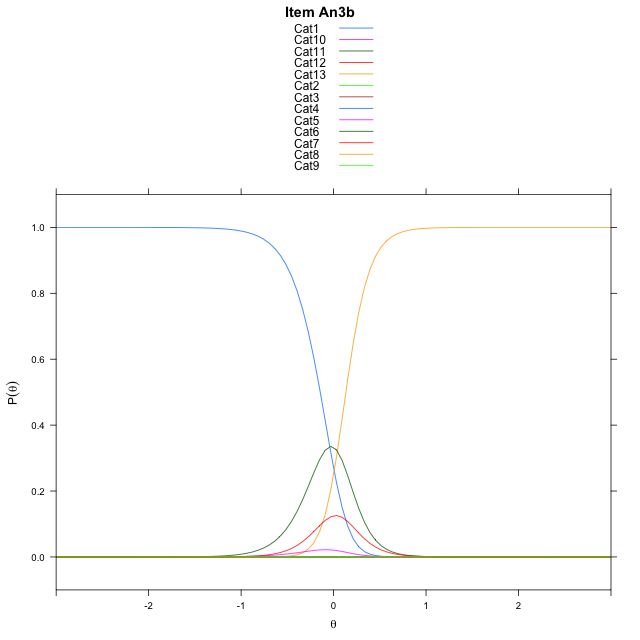 Item An3b
Cat1
Cat10
Cat11
Cat12
Cat13
Cat2
Cat3
Cat4
Cat5
Cat6
Cat7
Cat8
Cat9
1.0
0.8
0.6
0.4
0.2
0.0
P(θ)
-2 -1 0 1 2
θ